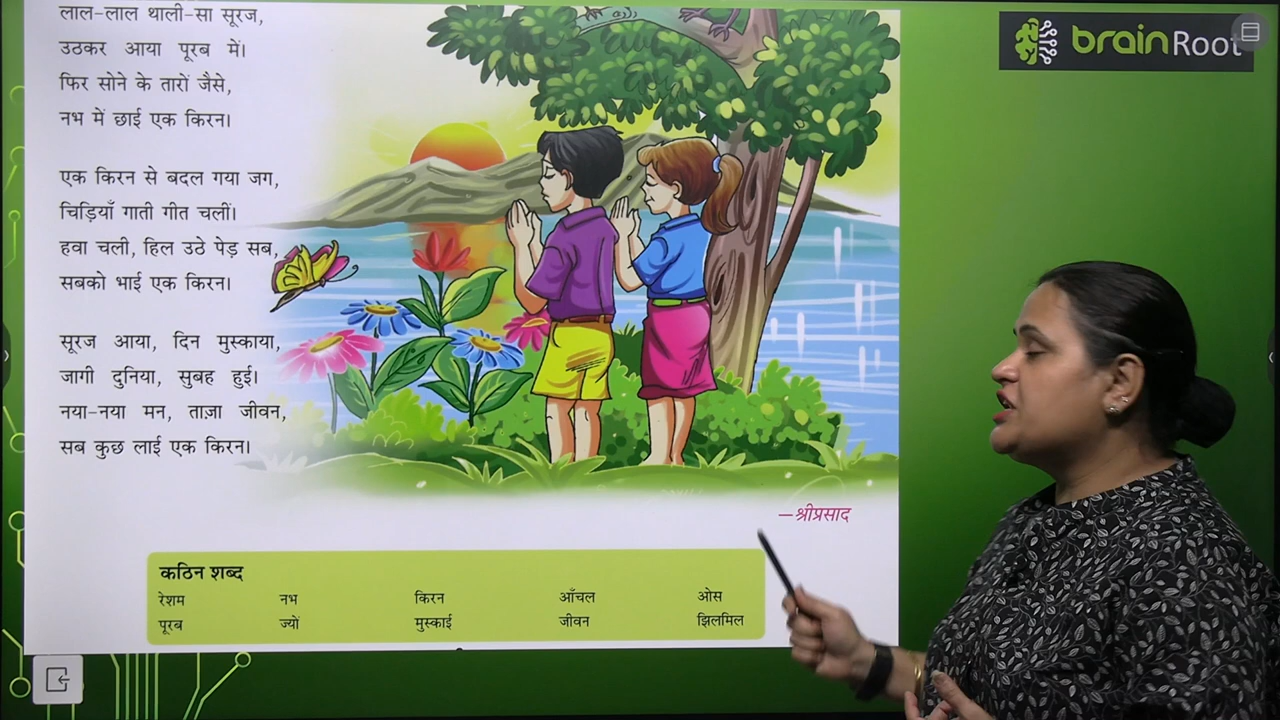 लाल-लाल थाली-सा सूरज,
उठकर आया पूरब में।
फिर सोने के तारों जैसे,
नभ में छाई एक किरन।
एक किरन से बदल गया जग,
चिड़ियाँ गाती गीत चलीं।
हवा चली, हिल उठे पेड़ सब,
सबको भाई एक किरन।
सूरज आया, दिन मुस्काया,
जागी दुनिया, सुबह हुई।
नया-नया मन, ताज़ा जीवन,
सब कुछ लाई एक किरन।
—श्रीप्रसाद
कठिन शब्द
रेशम नभ किरन आँचल ओस
पूरब ज्यों मुस्काई जीवन झिलमिल
brainRoot